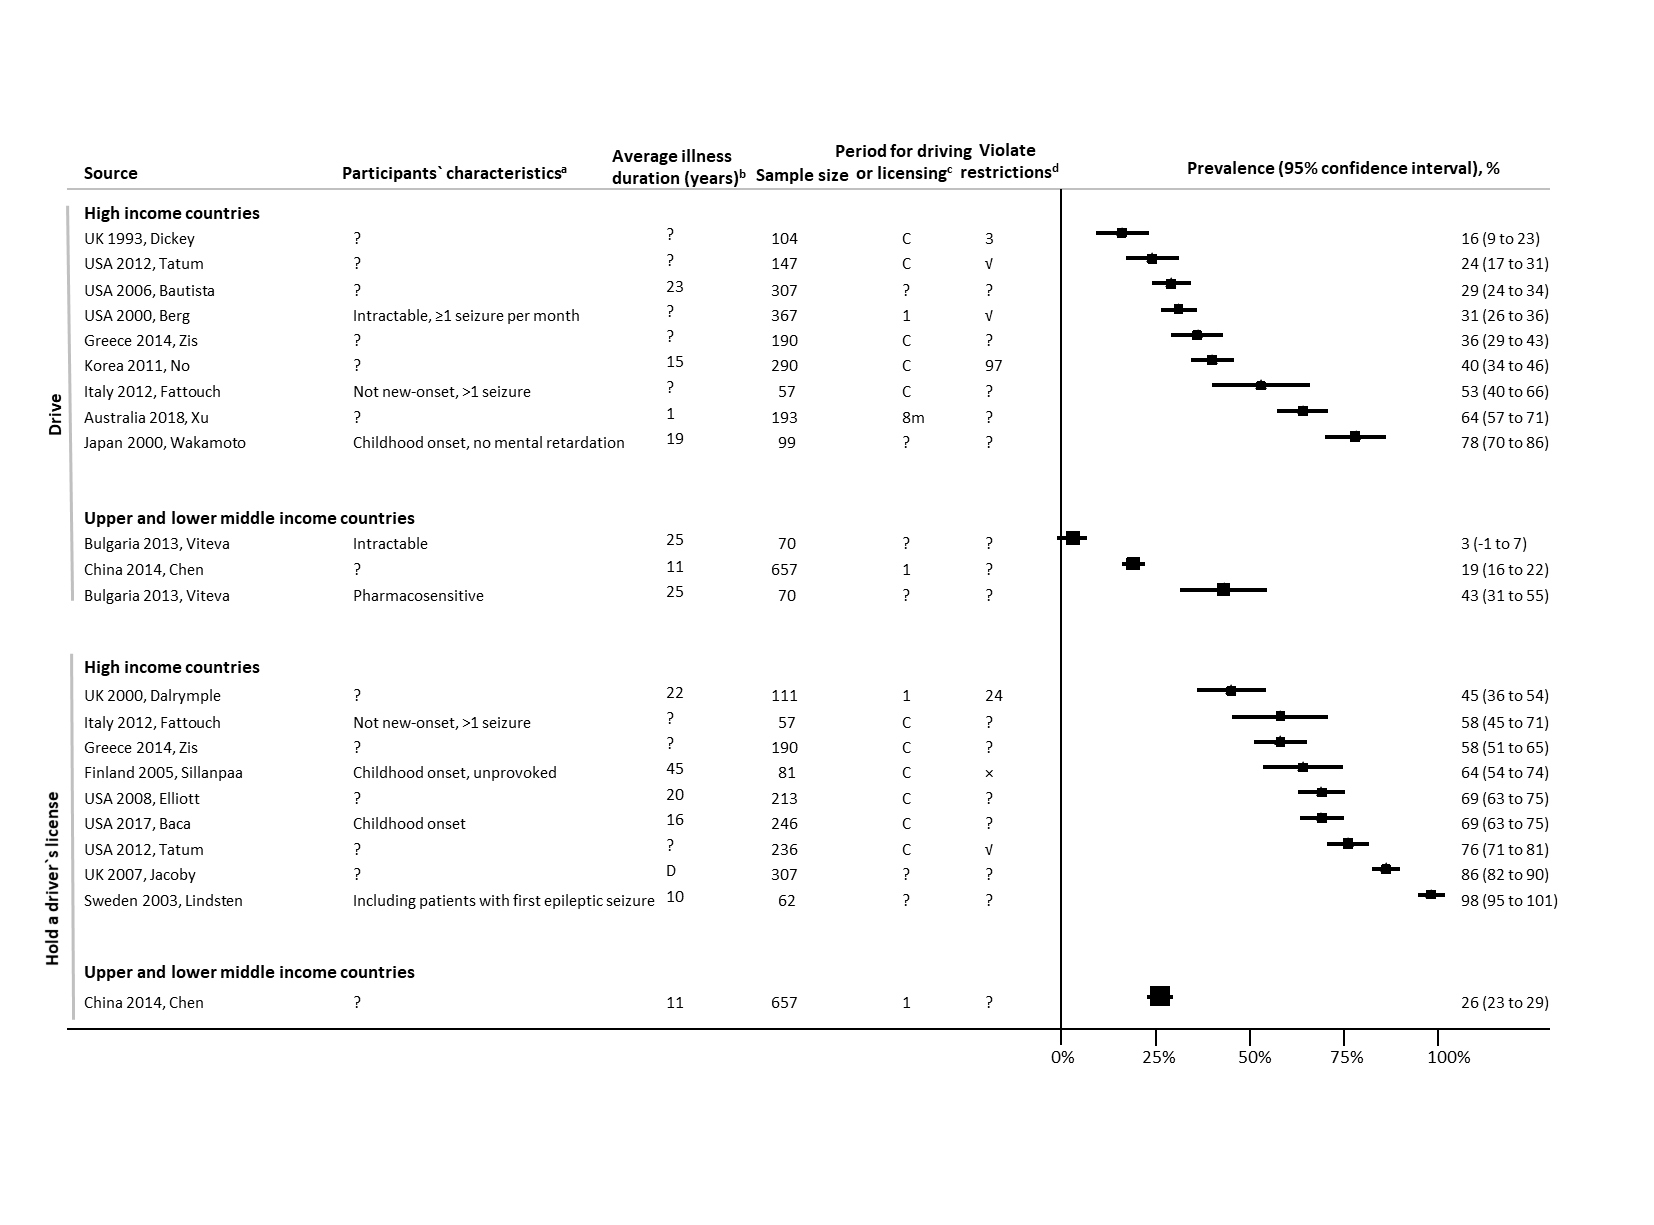 Source Participants` characteristicsa Average illness duration (years)b Sample size Period for driving or licensingc Violate restrictionsd Prevalence (95% confidence interval), %
Drive
High income countries
UK 1993, Dickey ? ? 104 C 3 16 (9 to 23)
USA 2012, Tatum ? ? 147 C √ 24 (17 to 31)
USA 2006, Bautista ? 23 307 ? ? 29 (24 to 34)
USA 2000, Berg Intractable, ≥1 seizure per month ? 367 1 √ 31 (26 to 36)
Greece 2014, Zis ? ? 190 C ? 36 (29 to 43)
Korea 2011, No ? 15 290 C 97 40 (34 to 46)
Italy 2012, Fattouch Not new-onset, >1 seizure ? 57 C ? 53 (40 to 66)
Australia 2018, Xu ? 1 193 8m ? 64 (57 to 71)
Japan 2000, Wakamoto Childhood onset, no mental retardation 19 99 ? ? 78 (70 to 86)
Upper and lower middle income countries
Bulgaria 2013, Viteva Intractable 25 70 ? ? 3 (-1 to 7)
China 2014, Chen ? 11 657 1 ? 19 (16 to 22)
Bulgaria 2013, Viteva Pharmacosensitive 25 70 ? ? 43 (31 to 55)
Hold a driver`s license
High income countries
UK 2000, Dalrymple ? 22 111 1 24 45 (36 to 54)
Italy 2012, Fattouch Not new-onset, >1 seizure ? 57 C ? 58 (45 to 71)
Greece 2014, Zis ? ? 190 C ? 58 (51 to 65)
Finland 2005, Sillanpaa Childhood onset, unprovoked 45 81 C × 64 (54 to 74)
USA 2008, Elliott ? 20 213 C ? 69 (63 to 75)
USA 2017, Baca Childhood onset 16 246 C ? 69 (63 to 75)
USA 2012, Tatum ? ? 236 C √ 76 (71 to 81)
UK 2007, Jacoby ? D 307 ? ? 86 (82 to 90)
Sweden 2003, Lindsten Including patients with first epileptic seizure 10 62 ? ? 98 (95 to 101)
Upper and lower middle income countries
China 2014, Chen ? 11 657 1 ? 26 (23 to 29)
0% 25% 50% 75% 100%